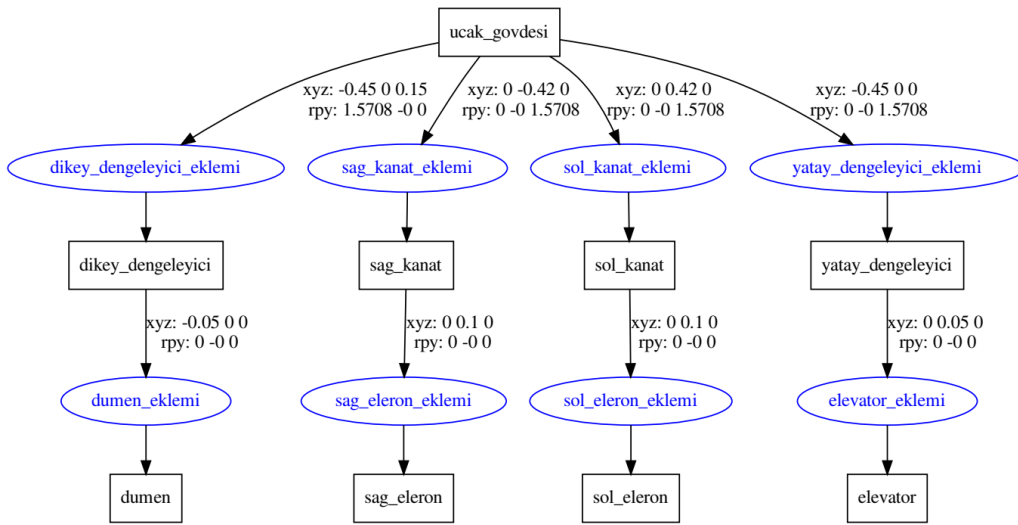 ucak_govdesi
xyz: -0.45 0 0.15
rpy: 1.5708 -0 0
xyz: 0 -0.42 0
rpy: 0 -0 1.5708
xyz: 0 0.42 0
rpy: 0 -0 1.5708
xyz: -0.45 0 0
rpy: 0 -0 1.5708
dikey_dengeleyici_eklemi
sag_kanat_eklemi
sol_kanat_eklemi
yatay_dengeleyici_eklemi
dikey_dengeleyici
sag_kanat
sol_kanat
yatay_dengeleyici
xyz: -0.05 0 0
rpy: 0 -0 0
xyz: 0 0.1 0
rpy: 0 -0 0
xyz: 0 0.1 0
rpy: 0 -0 0
xyz: 0 0.05 0
rpy: 0 -0 0
dumen_eklemi
sag_eleron_eklemi
sol_eleron_eklemi
elevator_eklemi
dumen
sag_eleron
sol_eleron
elevator